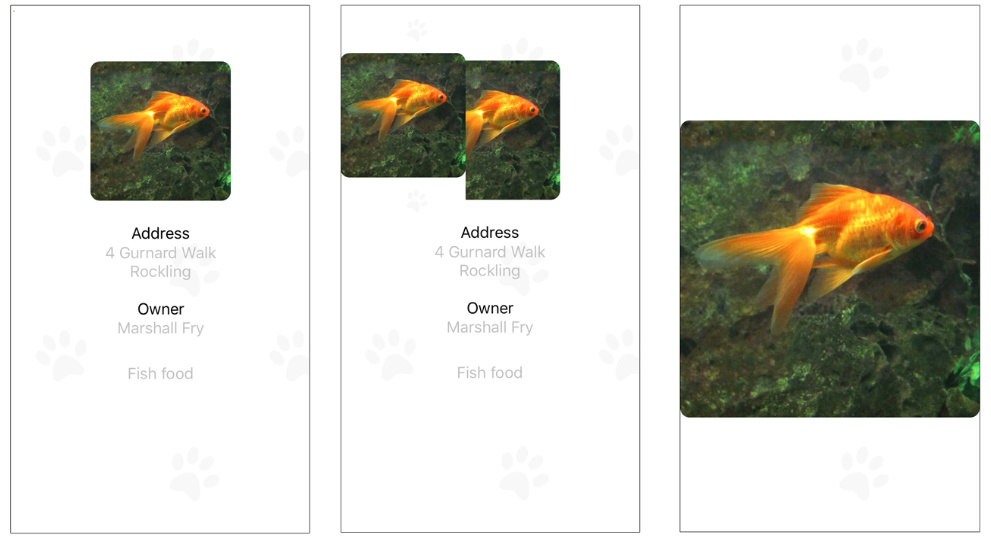 Address
4 Gurnard Walk
Rockling
Owner
Marshall Fry
Fish food
Address
4 Gurnard Walk
Rockling
Owner
Marshall Fry
Fish food